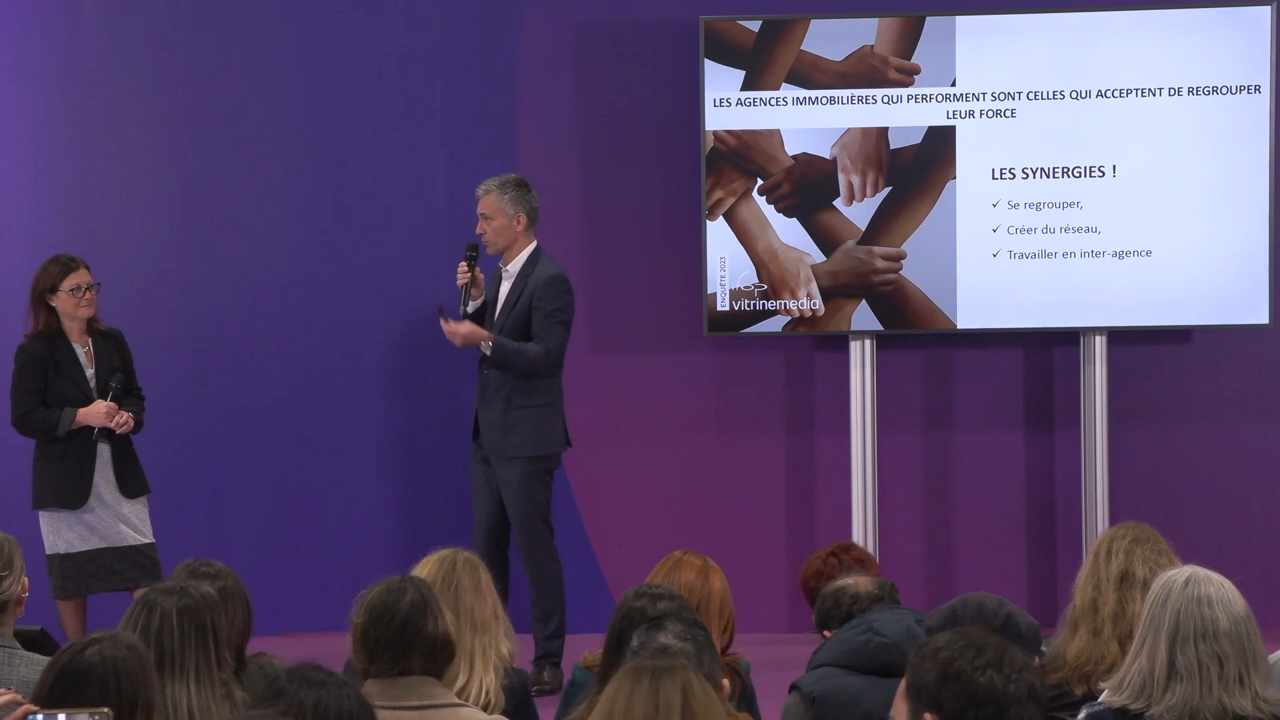 LES AGENCES IMMOBILIÈRES QUI PERFORMENT SONT CELLES QUI ACCEPTENT DE REGROUPER
LEUR FORCE
LES SYNERGIES !
✓ Se regrouper,
✓ Créer du réseau,
✓ Travailler en inter-agence
ENQUÊTE 2023
ifop
vitrinemedia